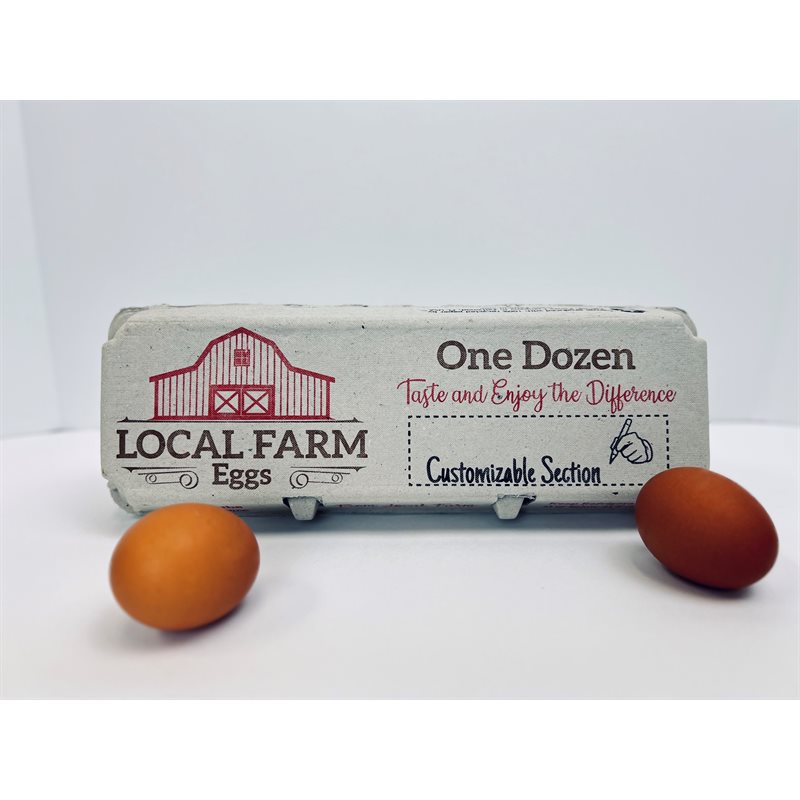 LOCAL FARM
Eggs
One Dozen
Taste and Enjoy the Difference
Customizable Section